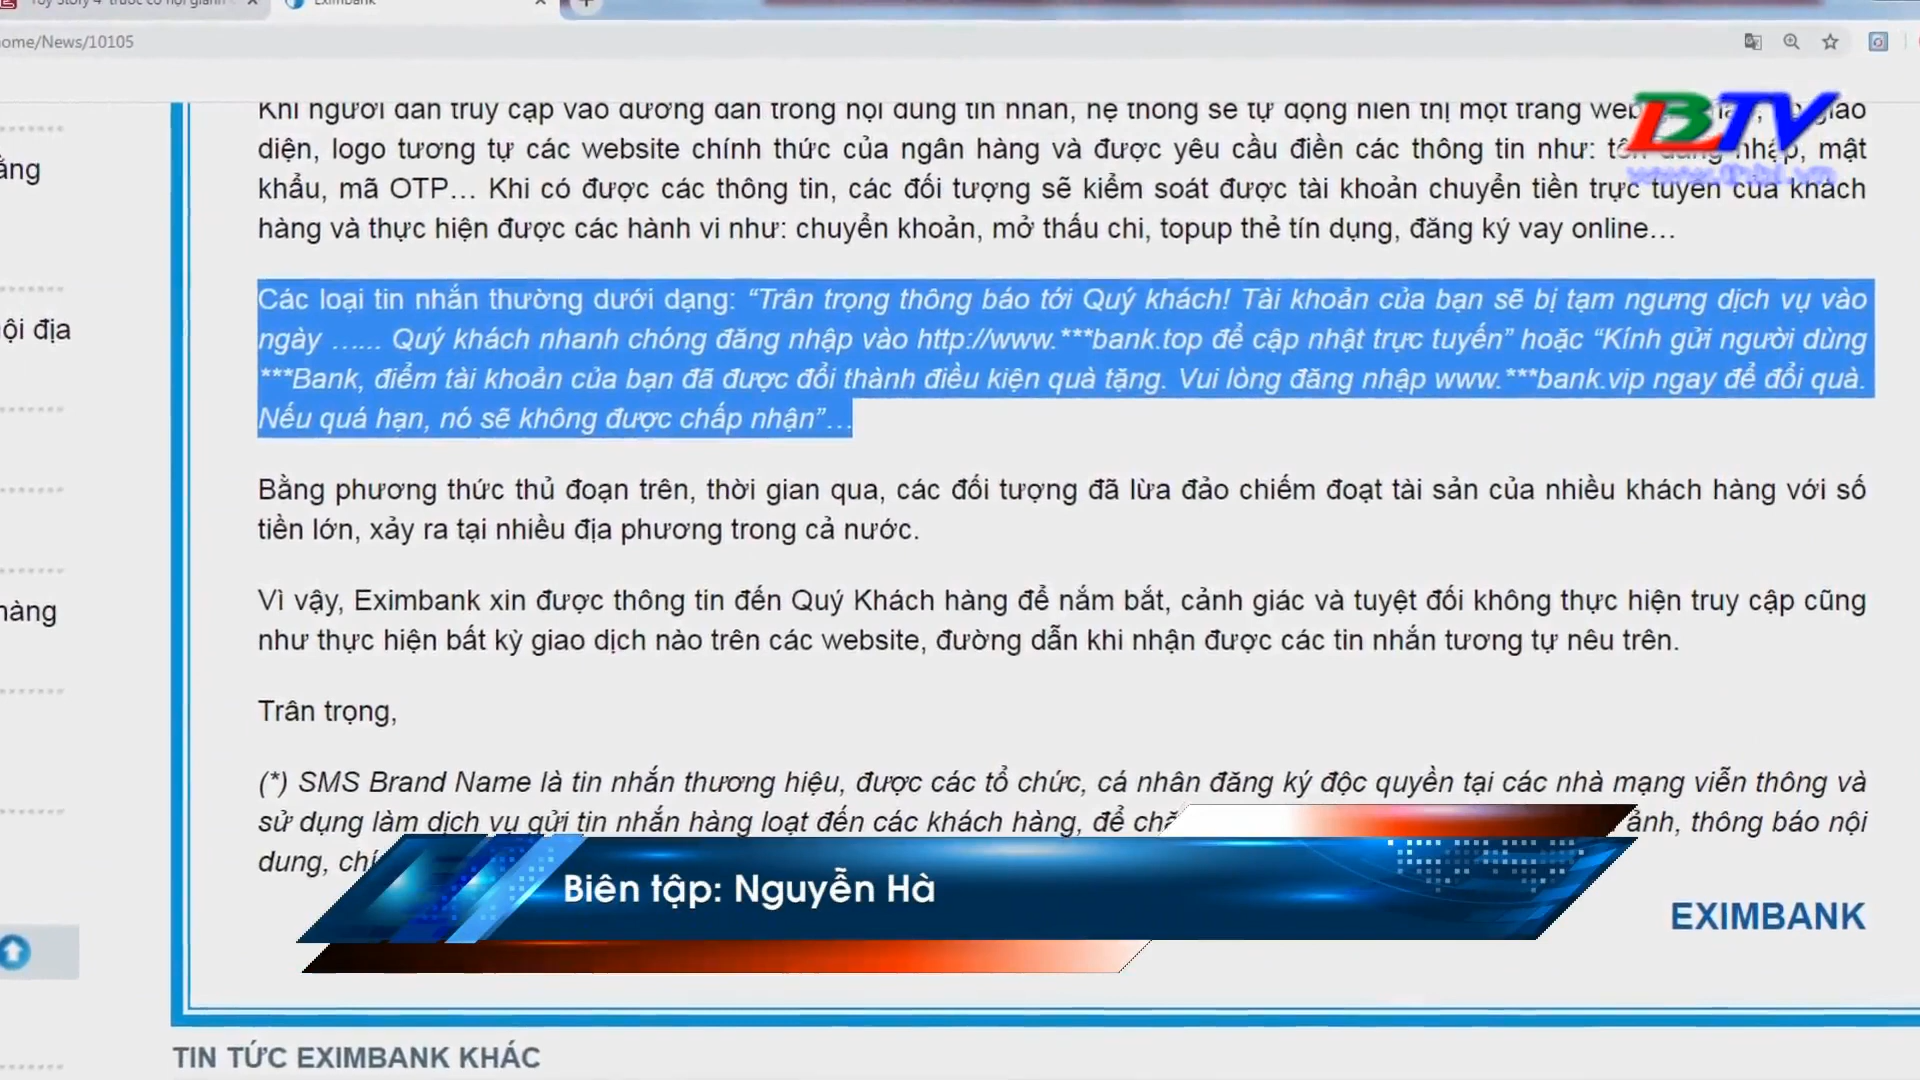 Eximbank
ome/News/10105
BTV
ằng
ội địa
hàng
Khi người dân truy cập vào đường dẫn trong nội dung tin nhắn, hệ thống sẽ tự động hiển thị một trang
diện, logo tương tự các website chính thức của ngân hàng và được yêu cầu điền các thông tin như: tên đăng nhập, mật
khẩu, mã OTP… Khi có được các thông tin, các đối tượng sẽ kiểm soát được tài khoản chuyển tiền trực tuyến của khách
hàng và thực hiện được các hành vi như: chuyển khoản, mở thấu chi, topup thẻ tín dụng, đăng ký vay online…
Các loại tin nhắn thường dưới dạng: “Trân trọng thông báo tới Quý khách! Tài khoản của bạn sẽ bị tạm ngưng dịch vụ vào
ngày …... Quý khách nhanh chóng đăng nhập vào http://www.***bank.top để cập nhật trực tuyến” hoặc “Kính gửi người dùng
***Bank, điểm tài khoản của bạn đã được đổi thành điều kiện quà tặng. Vui lòng đăng nhập www.***bank.vip ngay để đổi quà.
Nếu quá hạn, nó sẽ không được chấp nhận”…
Bằng phương thức thủ đoạn trên, thời gian qua, các đối tượng đã lừa đảo chiếm đoạt tài sản của nhiều khách hàng với số
tiền lớn, xảy ra tại nhiều địa phương trong cả nước.
Vì vậy, Eximbank xin được thông tin đến Quý Khách hàng để nắm bắt, cảnh giác và tuyệt đối không thực hiện truy cập cũng
như thực hiện bất kỳ giao dịch nào trên các website, đường dẫn khi nhận được các tin nhắn tương tự nêu trên.
Trân trọng,
(*) SMS Brand Name là tin nhắn thương hiệu, được các tổ chức, cá nhân đăng ký độc quyền tại các nhà mạng viễn thông và
sử dụng làm dịch vụ gửi tin nhắn hàng loạt đến các khách hàng, để ảnh, thông báo nội
dung,
Biên tập: Nguyễn Hà
EXIMBANK
TIN TỨC EXIMBANK KHÁC